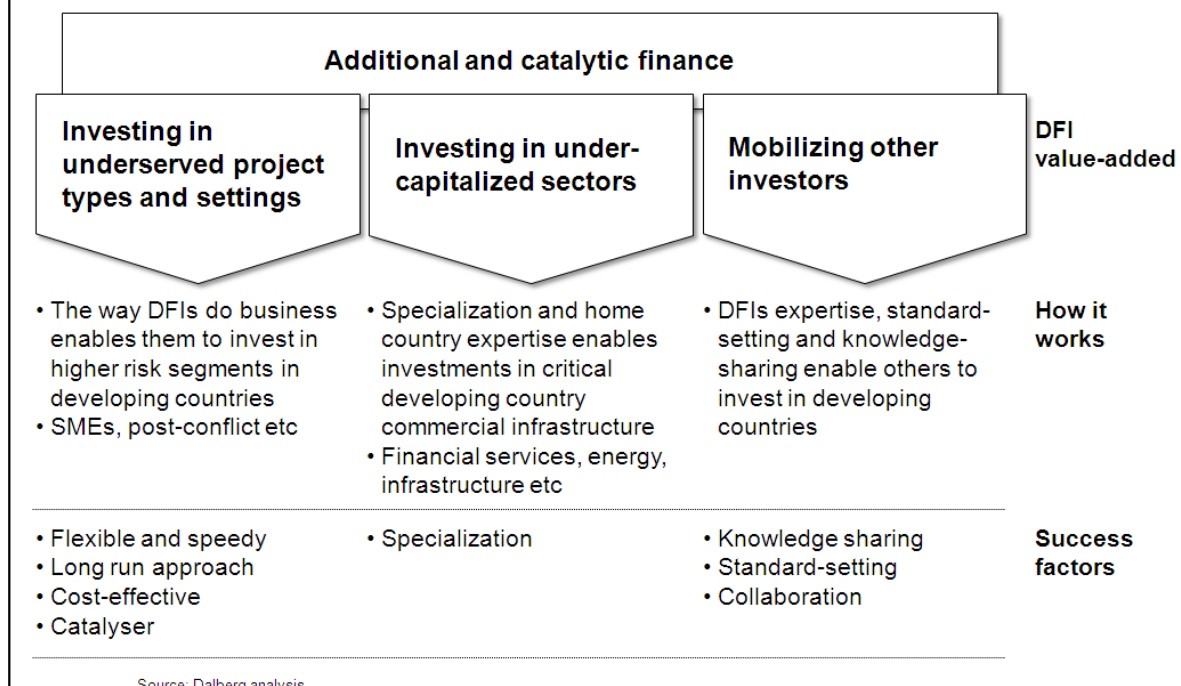 Additional and catalytic finance
Investing in
underserved project
types and settings
Investing in under-
capitalized sectors
Mobilizing other
investors
DFI
value-added
• The way DFIs do business
enables them to invest in
higher risk segments in
developing countries
• SMEs, post-conflict etc
• Specialization and home
country expertise enables
investments in critical
developing country
commercial infrastructure
• Financial services, energy,
infrastructure etc
• DFIs expertise, standard-
setting and knowledge-
sharing enable others to
invest in developing
countries
How it
works
• Flexible and speedy
• Long run approach
• Cost-effective
• Catalyser
• Specialization
• Knowledge sharing
• Standard-setting
• Collaboration
Success
factors
Source: Dalberg analysis